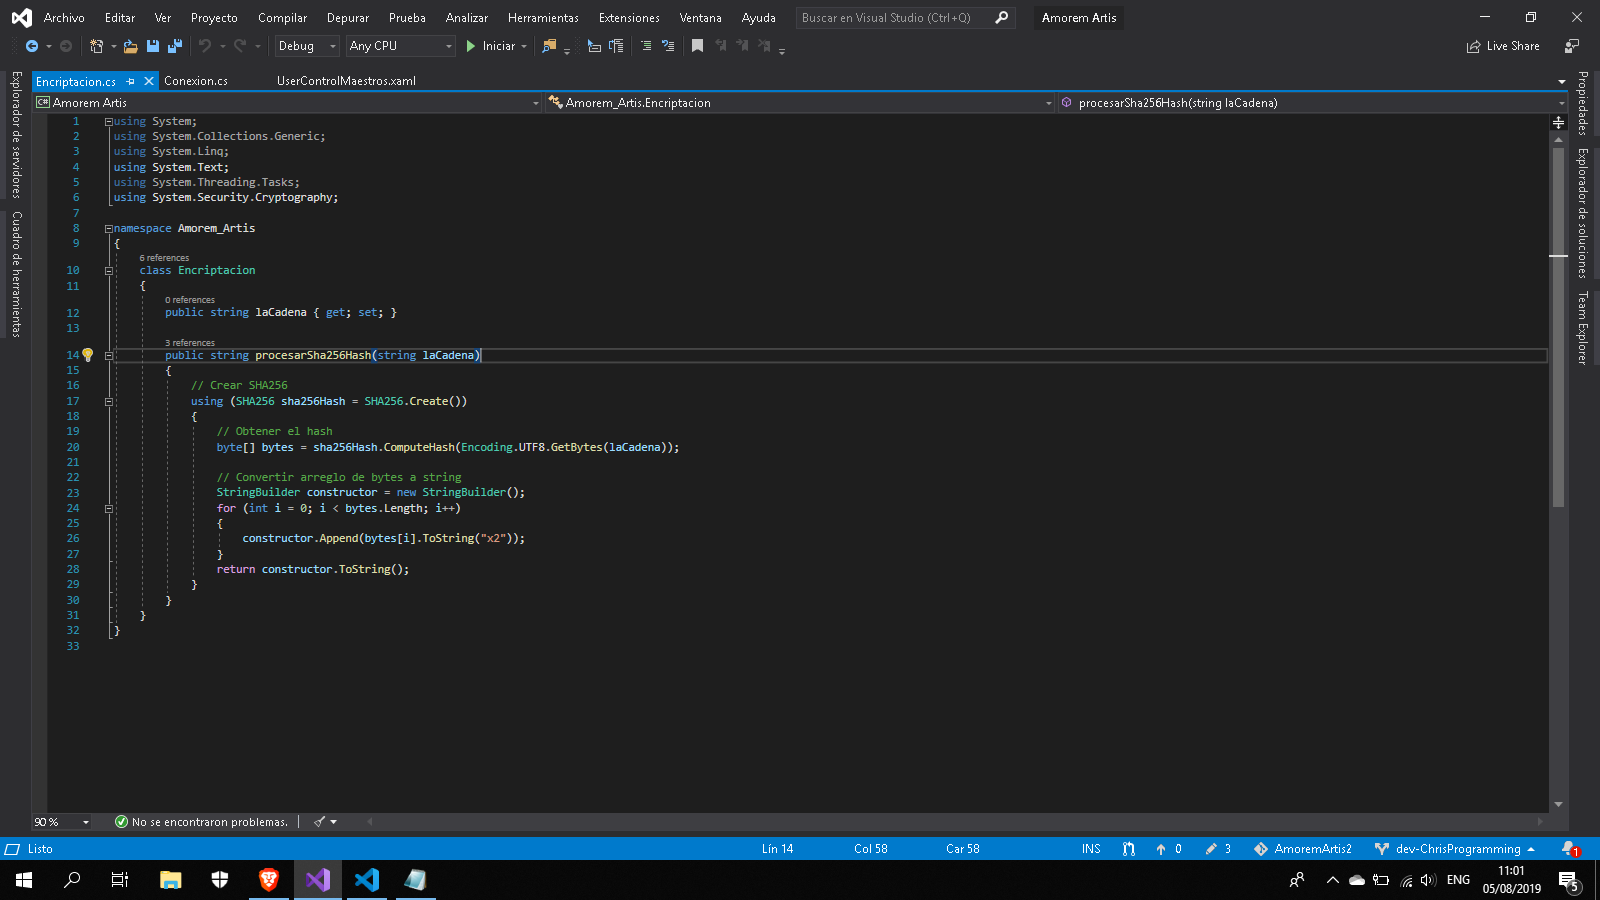 Archivo Editar Ver Proyecto Compilar Depurar Prueba Analizar Herramientas Extensiones Ventana Ayuda Buscar en Visual Studio (Ctrl+Q) Amorem Artis
Debug Any CPU Iniciar Live Share
Encriptacion.cs Conexion.cs UserControlMaestros.xaml
C# Amorem Artis Amorem_Artis.Encriptacion procesarSha256Hash(string laCadena)
Explorador de servidores
Cuadro de herramientas
1 using System;
2 using System.Collections.Generic;
3 using System.Linq;
4 using System.Text;
5 using System.Threading.Tasks;
6 using System.Security.Cryptography;
7
8 namespace Amorem_Artis
9 {
6 references
10 class Encriptacion
11 {
0 references
12 public string laCadena { get; set; }
13
3 references
14 public string procesarSha256Hash(string laCadena)
15 {
16 // Crear SHA256
17 using (SHA256 sha256Hash = SHA256.Create())
18 {
19 // Obtener el hash
20 byte[] bytes = sha256Hash.ComputeHash(Encoding.UTF8.GetBytes(laCadena));
21
22 // Convertir arreglo de bytes a string
23 StringBuilder constructor = new StringBuilder();
24 for (int i = 0; i < bytes.Length; i++)
25 {
26 constructor.Append(bytes[i].ToString("x2"));
27 }
28 return constructor.ToString();
29 }
30 }
31 }
32 }
33
Propiedades
Explorador de soluciones
Team Explorer
90 % No se encontraron problemas.
Listo Lín 14 Col 58 Car 58 INS 0 3 AmoremArtis2 dev-ChrisProgramming 1
ENG 11:01 5
05/08/2019